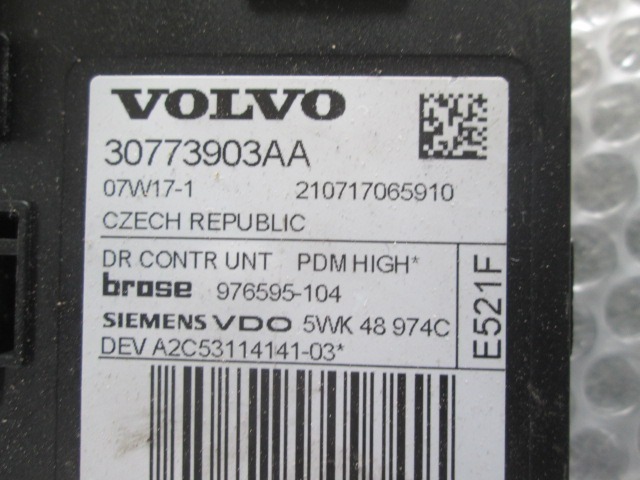 VOLVO
30773903AA
07W17-1 210717065910
CZECH REPUBLIC
DR CONTR UNT PDM HIGH*
brose 976595-104
SIEMENS VDO 5WK 48 974C
DEV A2C53114141-03*
E521F